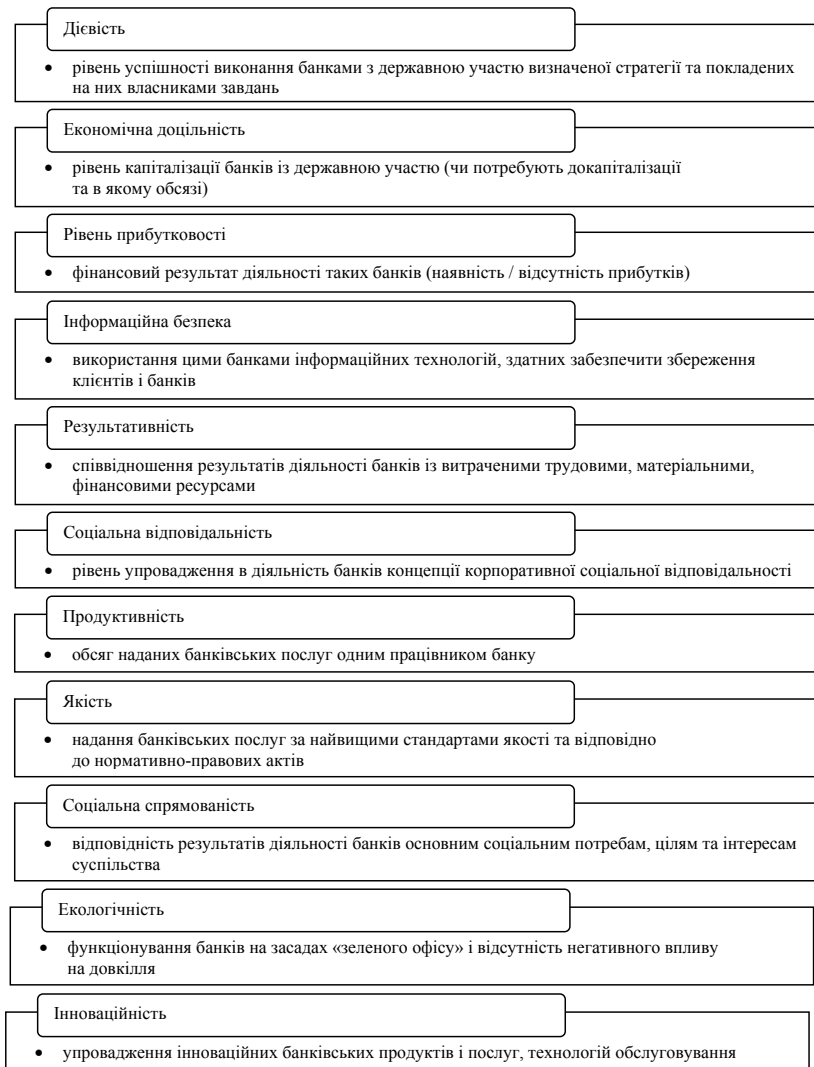 Дієвість
• рівень успішності виконання банками з державною участю визначеної стратегії та покладених
на них власниками завдань
Економічна доцільність
• рівень капіталізації банків із державною участю (чи потребують докапіталізації
та в якому обсязі)
Рівень прибутковості
• фінансовий результат діяльності таких банків (наявність / відсутність прибутків)
Інформаційна безпека
• використання цими банками інформаційних технологій, здатних забезпечити збереження
клієнтів і банків
Результативність
• співвідношення результатів діяльності банків із витраченими трудовими, матеріальними,
фінансовими ресурсами
Соціальна відповідальність
• рівень упровадження в діяльність банків концепції корпоративної соціальної відповідальності
Продуктивність
• обсяг наданих банківських послуг одним працівником банку
Якість
• надання банківських послуг за найвищими стандартами якості та відповідно
до нормативно-правових актів
Соціальна спрямованість
• відповідність результатів діяльності банків основним соціальним потребам, цілям та інтересам
суспільства
Екологічність
• функціонування банків на засадах «зеленого офісу» і відсутність негативного впливу
на довкілля
Інноваційність
• упровадження інноваційних банківських продуктів і послуг, технологій обслуговування